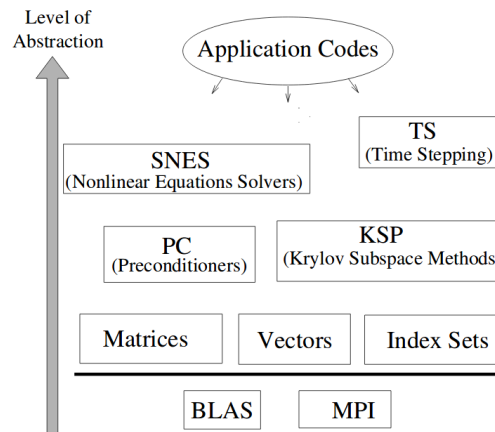 Level of
Abstraction
Application Codes
TS
(Time Stepping)
SNES
(Nonlinear Equations Solvers)
KSP
(Krylov Subspace Methods
PC
(Preconditioners)
Matrices
Vectors
Index Sets
BLAS
MPI